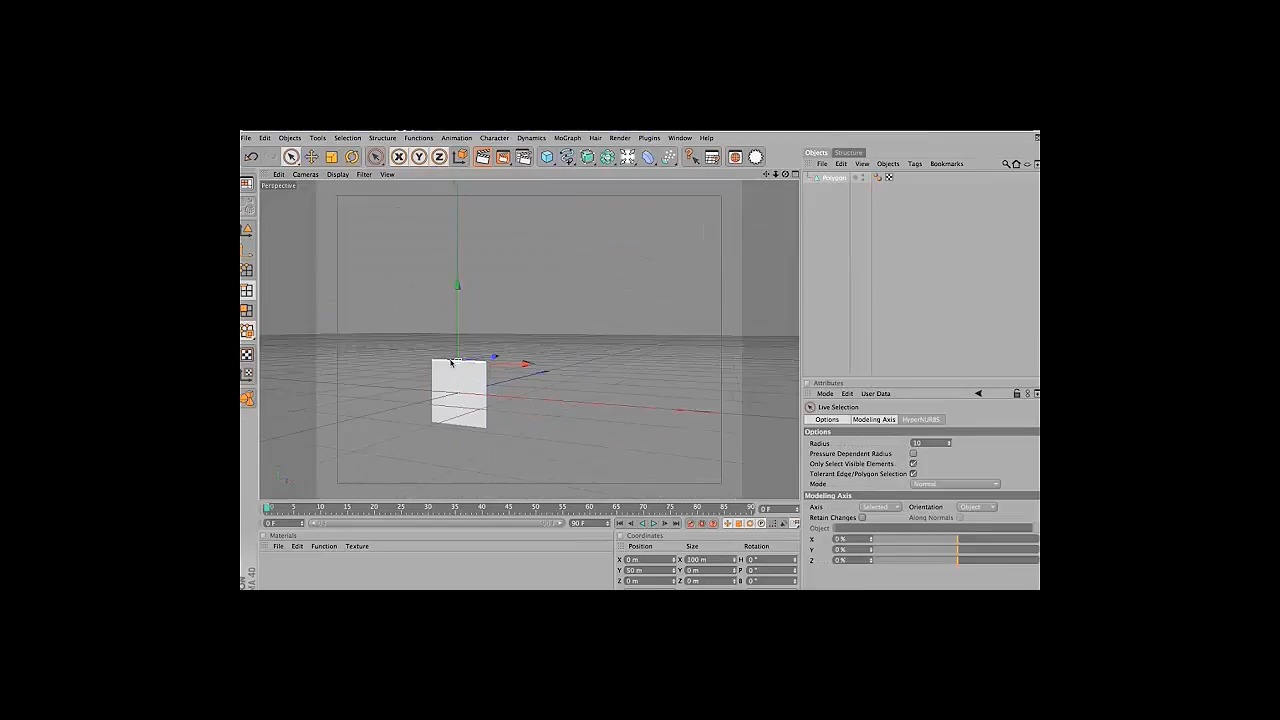 File Edit Objects Tools Selection Structure Functions Animation Character Dynamics MoGraph Hair Render Plugins Window Help
Objects Structure
File Edit View Objects Tags Bookmarks
Edit Cameras Display Filter View
Polygon
Perspective
Attributes
Mode Edit User Data
Live Selection
Options Modeling Axis HyperNURBS
Options
Radius 10
Pressure Dependent Radius
Only Select Visible Elements
Tolerant Edge/Polygon Selection
Mode Normal
Modeling Axis
Axis Selected Orientation Object
Retain Changes Along Normals
Object
X 0 %
Y 0 %
Z 0 %
0 5 10 15 20 25 30 35 40 45 50 55 60 65 70 75 80 85 90 0 F
0 F 90 F
Materials
File Edit Function Texture
Coordinates
Position Size Rotation
X 0 m X 100 m H 0 °
Y 50 m Y 0 m P 0 °
Z 0 m Z 0 m B 0 °
MA 4D